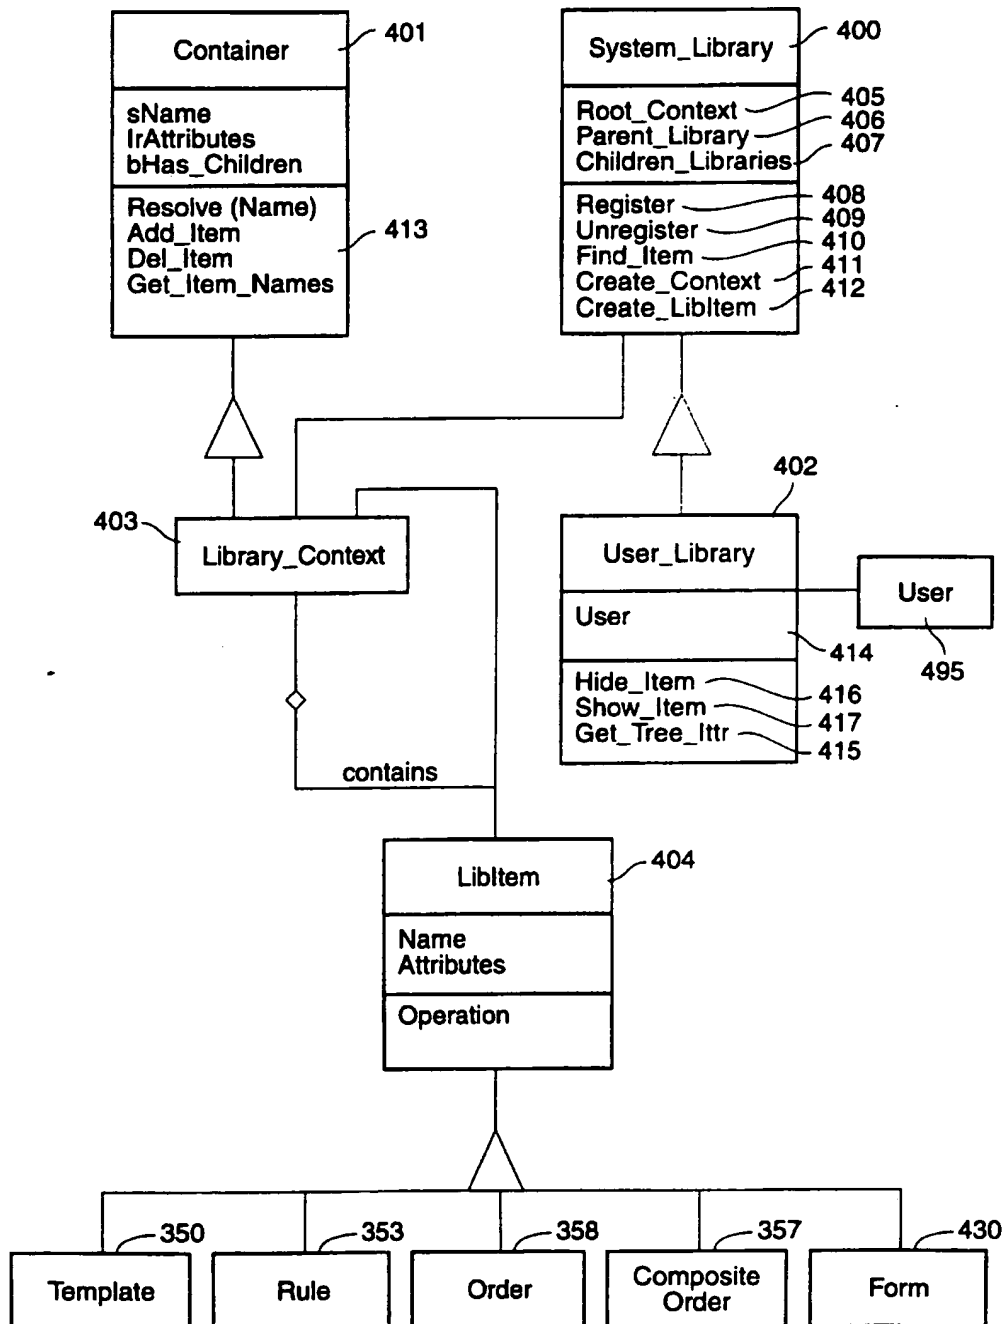 Container
401
sName
IrAttributes
bHas_Children
Resolve (Name)
Add_Item
Del_Item
Get_Item_Names
413
System_Library
400
Root_Context
405
Parent_Library
406
Children_Libraries
407
Register
408
Unregister
409
Find_Item
410
Create_Context
411
Create_LibItem
412
403
Library_Context
402
User_Library
User
414
Hide_Item
416
Show_Item
417
Get_Tree_Ittr
415
User
495
contains
LibItem
404
Name
Attributes
Operation
350
Template
353
Rule
358
Order
357
Composite
Order
430
Form